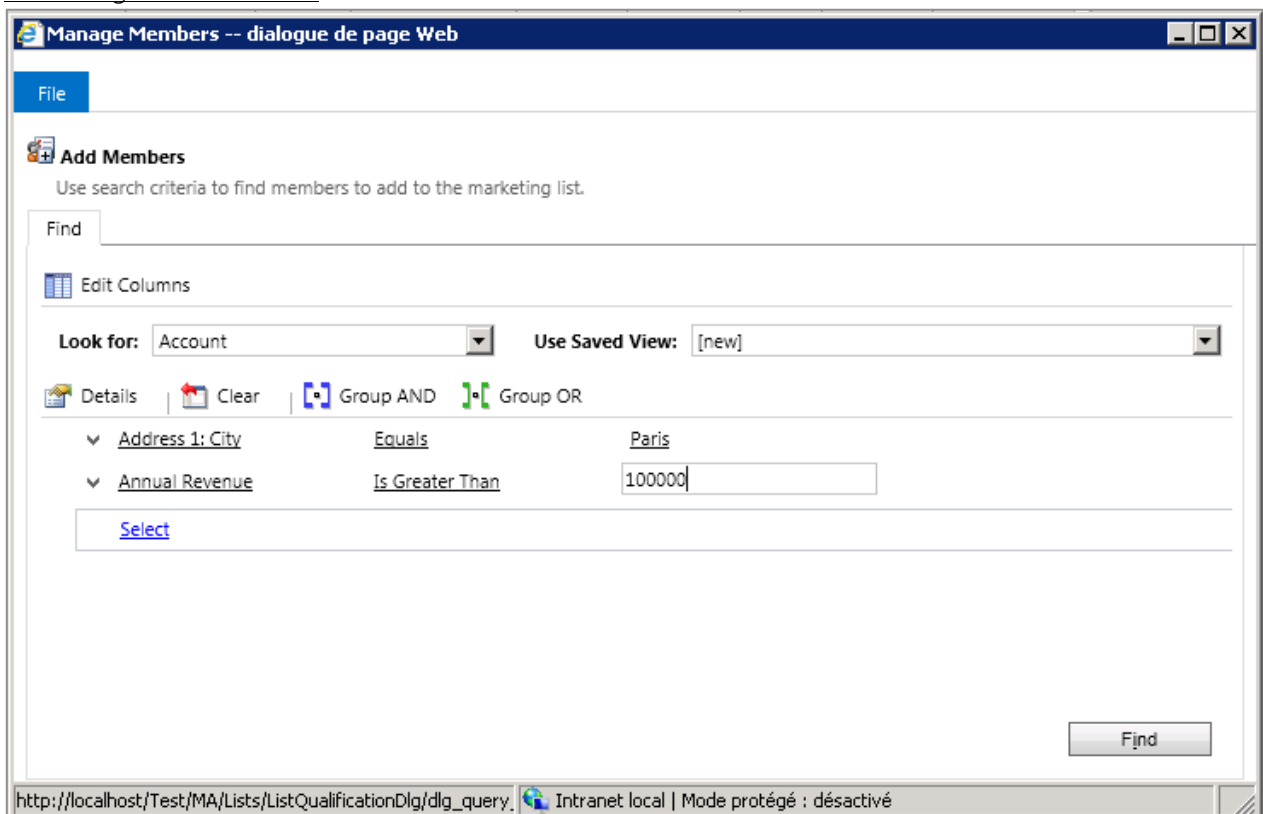 Manage Members -- dialogue de page Web
File
Add Members
Use search criteria to find members to add to the marketing list.
Find
Edit Columns
Look for: Account Use Saved View: [new]
Details Clear Group AND Group OR
Address 1: City Equals Paris
Annual Revenue Is Greater Than 100000
Select
Find
http://localhost/Test/MA/Lists/ListQualificationDlg/dlg_query_ Intranet local | Mode protégé : désactivé